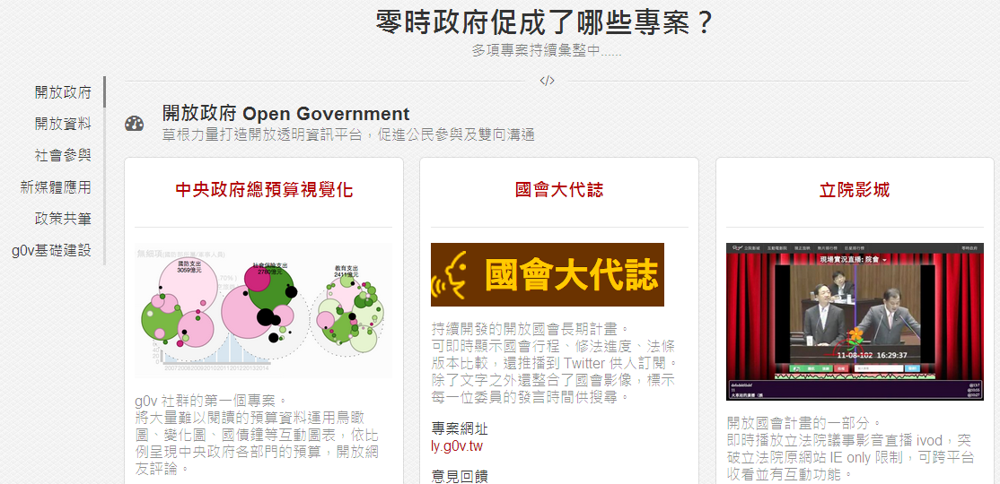 零時政府促成了哪些專案？
多項專案持續彙整中......
</>
開放政府
開放資料
社會參與
新媒體應用
政策共筆
g0v基礎建設
開放政府 Open Government
草根力量打造開放透明資訊平台，促進公民參與及雙向溝通
中央政府總預算視覺化
國防支出
3059億元
社會保險支出
2780億元
教育支出
2411億元
2007 2008 2009 2010 2011 2012 2013 2014
g0v 社群的第一個專案。
將大量難以閱讀的預算資料運用鳥瞰
圖、變化圖、國債鐘等互動圖表，依比
例呈現中央政府各部門的預算，開放網
友評論。
國會大代誌
國會大代誌
持續開發的開放國會長期計畫。
可即時顯示國會行程、修法進度、法條
版本比較，還推播到 Twitter 供人訂閱。
除了文字之外還整合了國會影像，標示
每一位委員的發言時間供搜尋。
專案網址
ly.g0v.tw
意見回饋
立院影城
現場實況直播: 院會
11-08-102 16:29:37
開放國會計畫的一部分。
即時播放立法院議事影音直播 ivod，突
破立法院原網站 IE only 限制，可跨平台
收看並有互動功能。